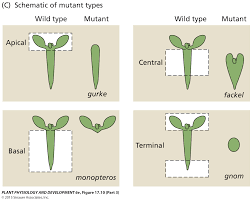 (C) Schematic of mutant types
Wild type Mutant Wild type Mutant
Apical
gurke
Central
fackel
Basal
monopteros
Terminal
gnom
PLANT PHYSIOLOGY AND DEVELOPMENT 6e, Figure 17.10 (Part 3)
© 2015 Sinauer Associates, Inc.